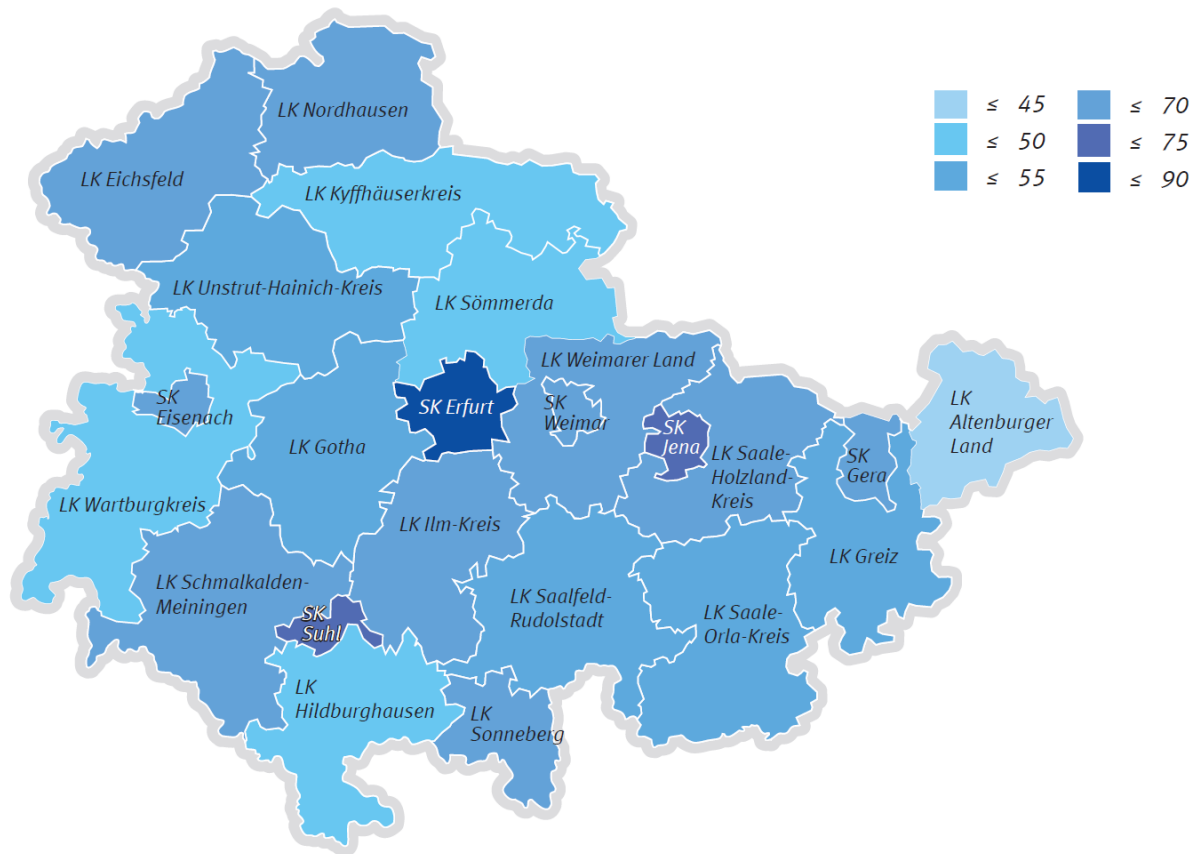 LK Nordhausen
≤ 45
≤ 70
≤ 50
≤ 75
≤ 55
≤ 90
LK Eichsfeld
LK Kyffhäuserkreis
LK Unstrut-Hainich-Kreis
LK Sömmerda
LK Weimarer Land
SK
Eisenach
SK Erfurt
SK
Weimar
SK
Jena
LK
Altenburger
Land
LK Gotha
LK Saale-
Holzland-
Kreis
SK
Gera
LK Wartburgkreis
LK Ilm-Kreis
LK Greiz
LK Schmalkalden-
Meiningen
SK
Suhl
LK Saalfeld-
Rudolstadt
LK Saale-
Orla-Kreis
LK
Hildburghausen
LK
Sonneberg